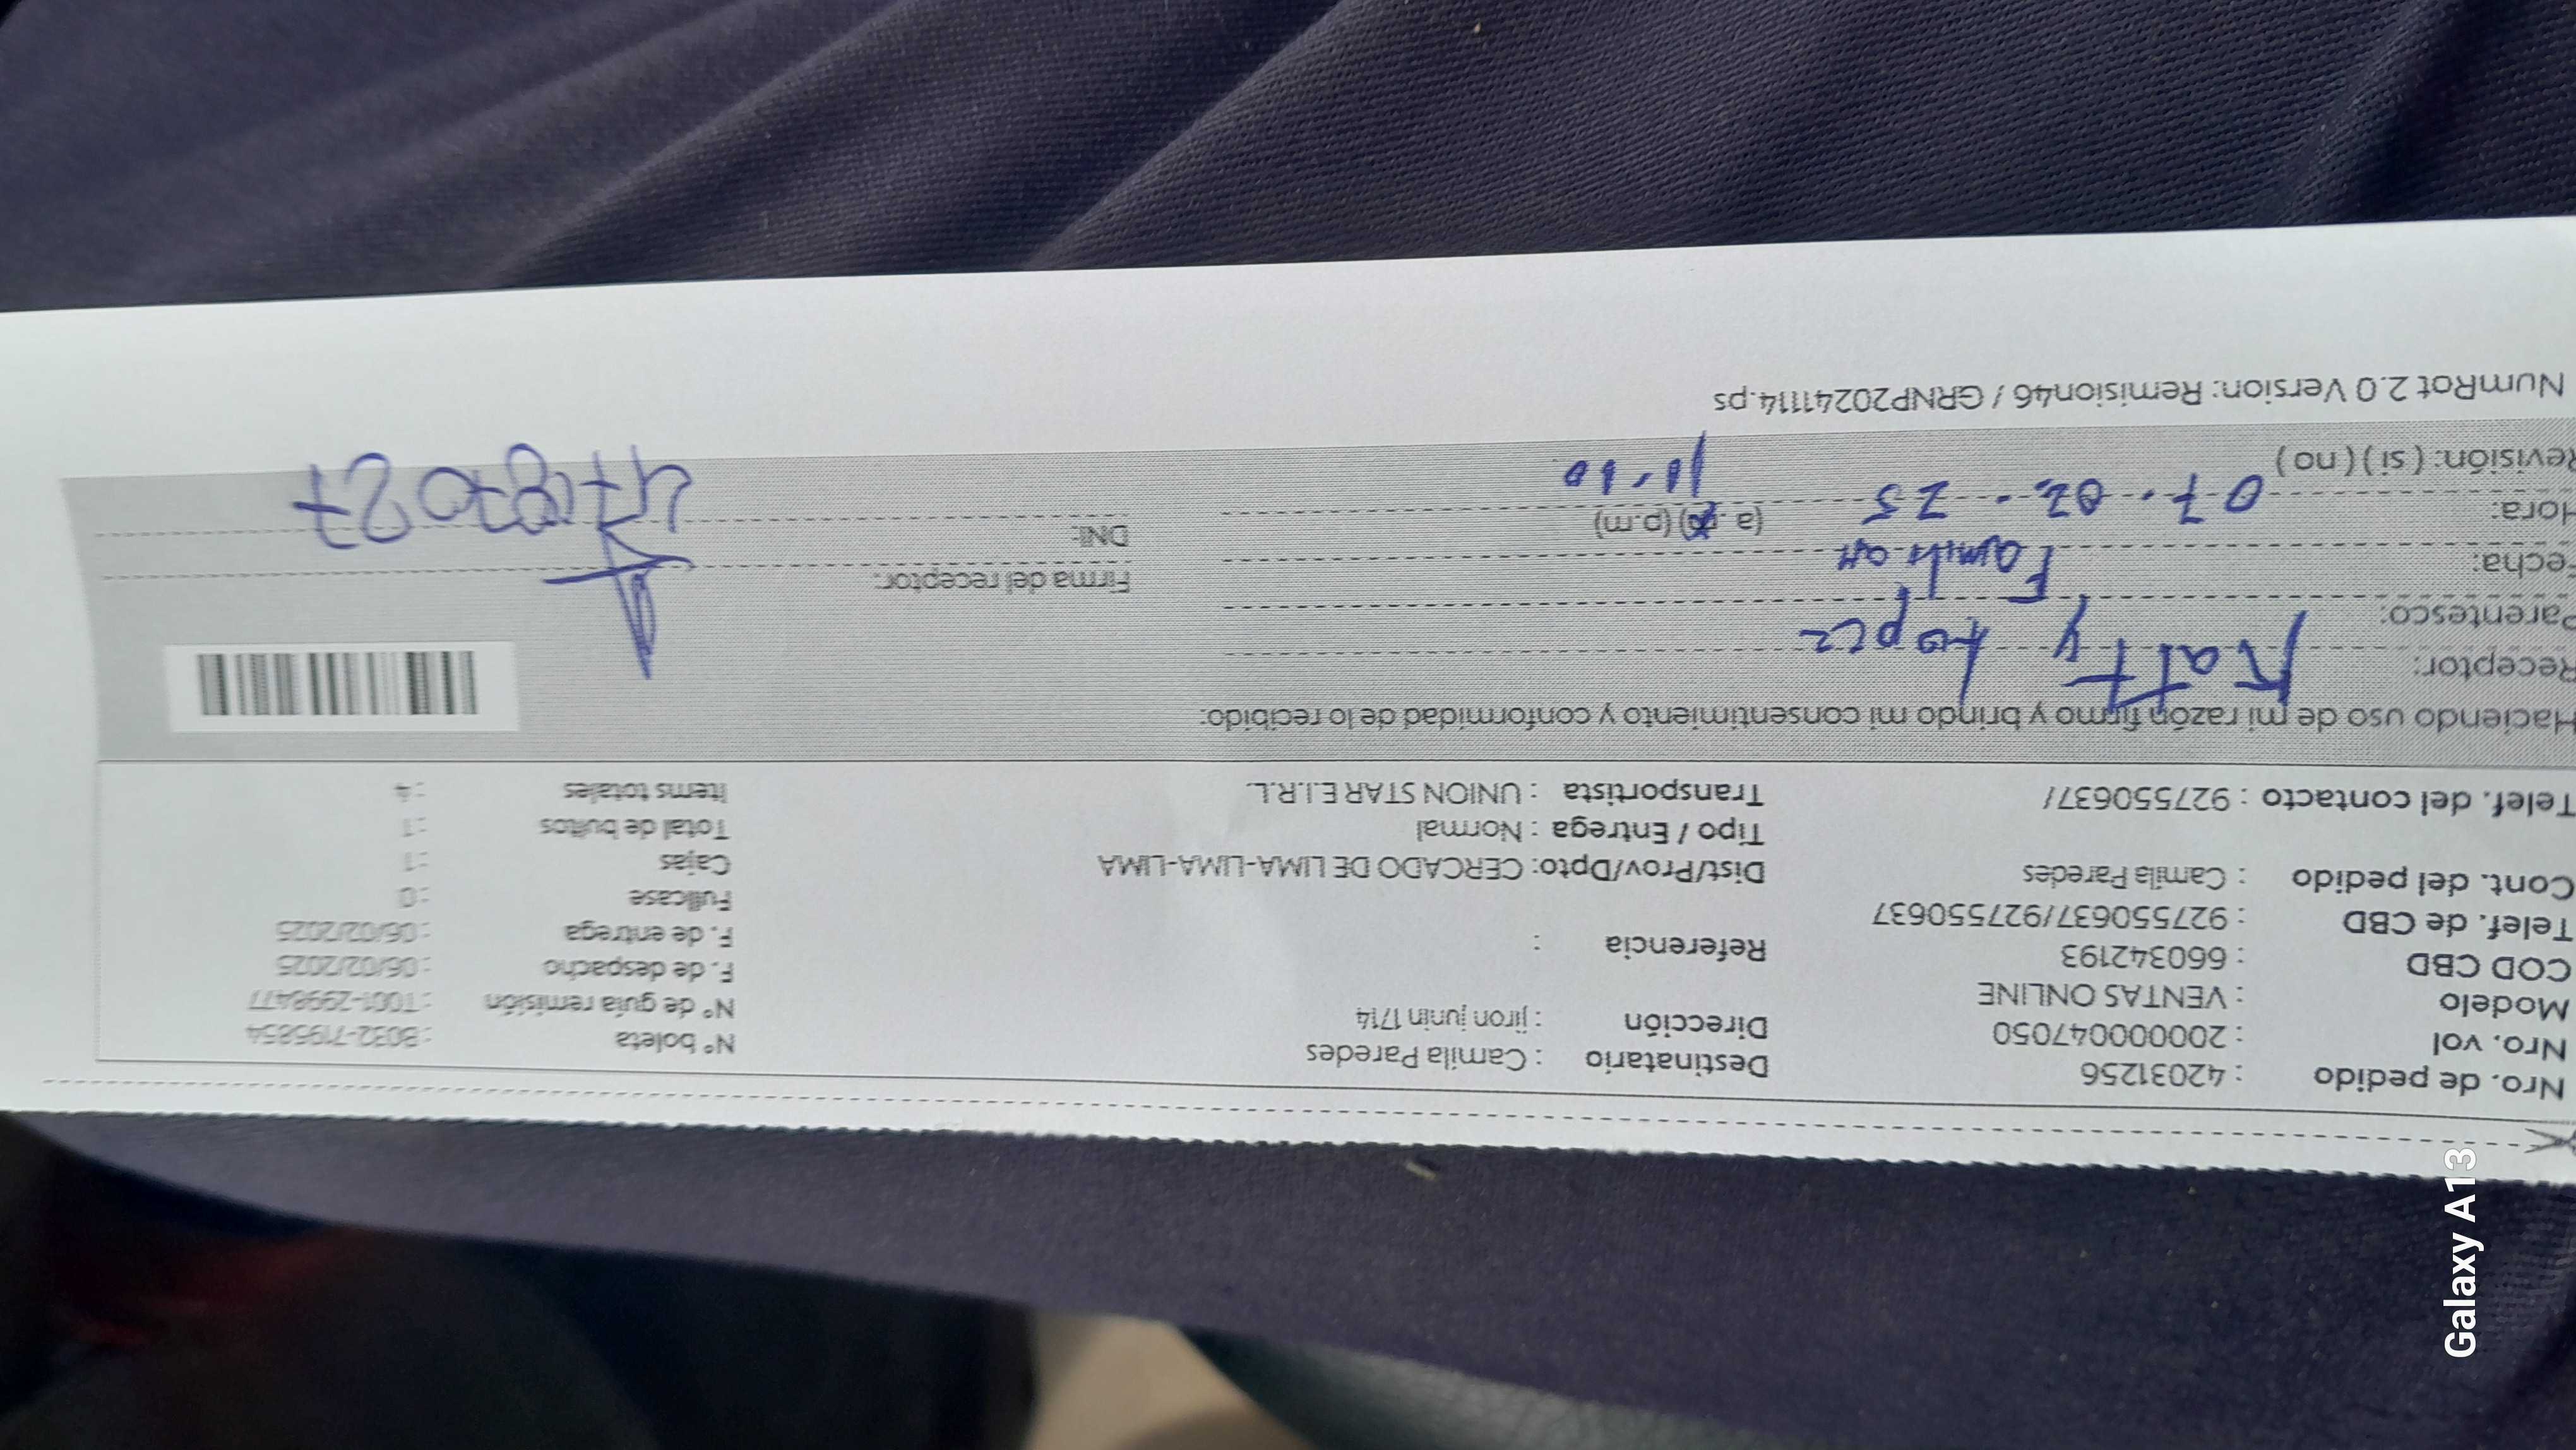 Nro. de pedido : 42031256
Nro. vol : 20000004 7050
Modelo : VENTAS ONLINE
COD CBD : 660342193
Telef. de CBD : 927550637/927550637
Cont. del pedido : Camila Paredes
Telef. del contacto : 927550637/
Destinatario : Camila Paredes
Dirección : jiron junin 1714
Referencia :
Dist/Prov/Dpto: CERCADO DE LIMA-LIMA-LIMA
Tipo / Entrega : Normal
Transportista : UNION STAR E.I.R.L.
N° boleta : B032-7195854
N° de guía remisión : T001-2998477
F. de despacho : 06/02/2025
F. de entrega : 06/02/2025
Fullcase : 0
Cajas : 1
Total de bultos : 1
Items totales : 4
Haciendo uso de mi razón firmo y brindo mi consentimiento y conformidad de lo recibido:
Receptor: Katty Lopez
Parentesco: Familiar
Fecha: 07.02.25
Hora: 11.10 (a.m) (p.m)
Revisión: (si) (no)
Firma del receptor:
DNI:
NumRot 2.0 Version: Remision46 / GRNP20241114.ps
Galaxy A13